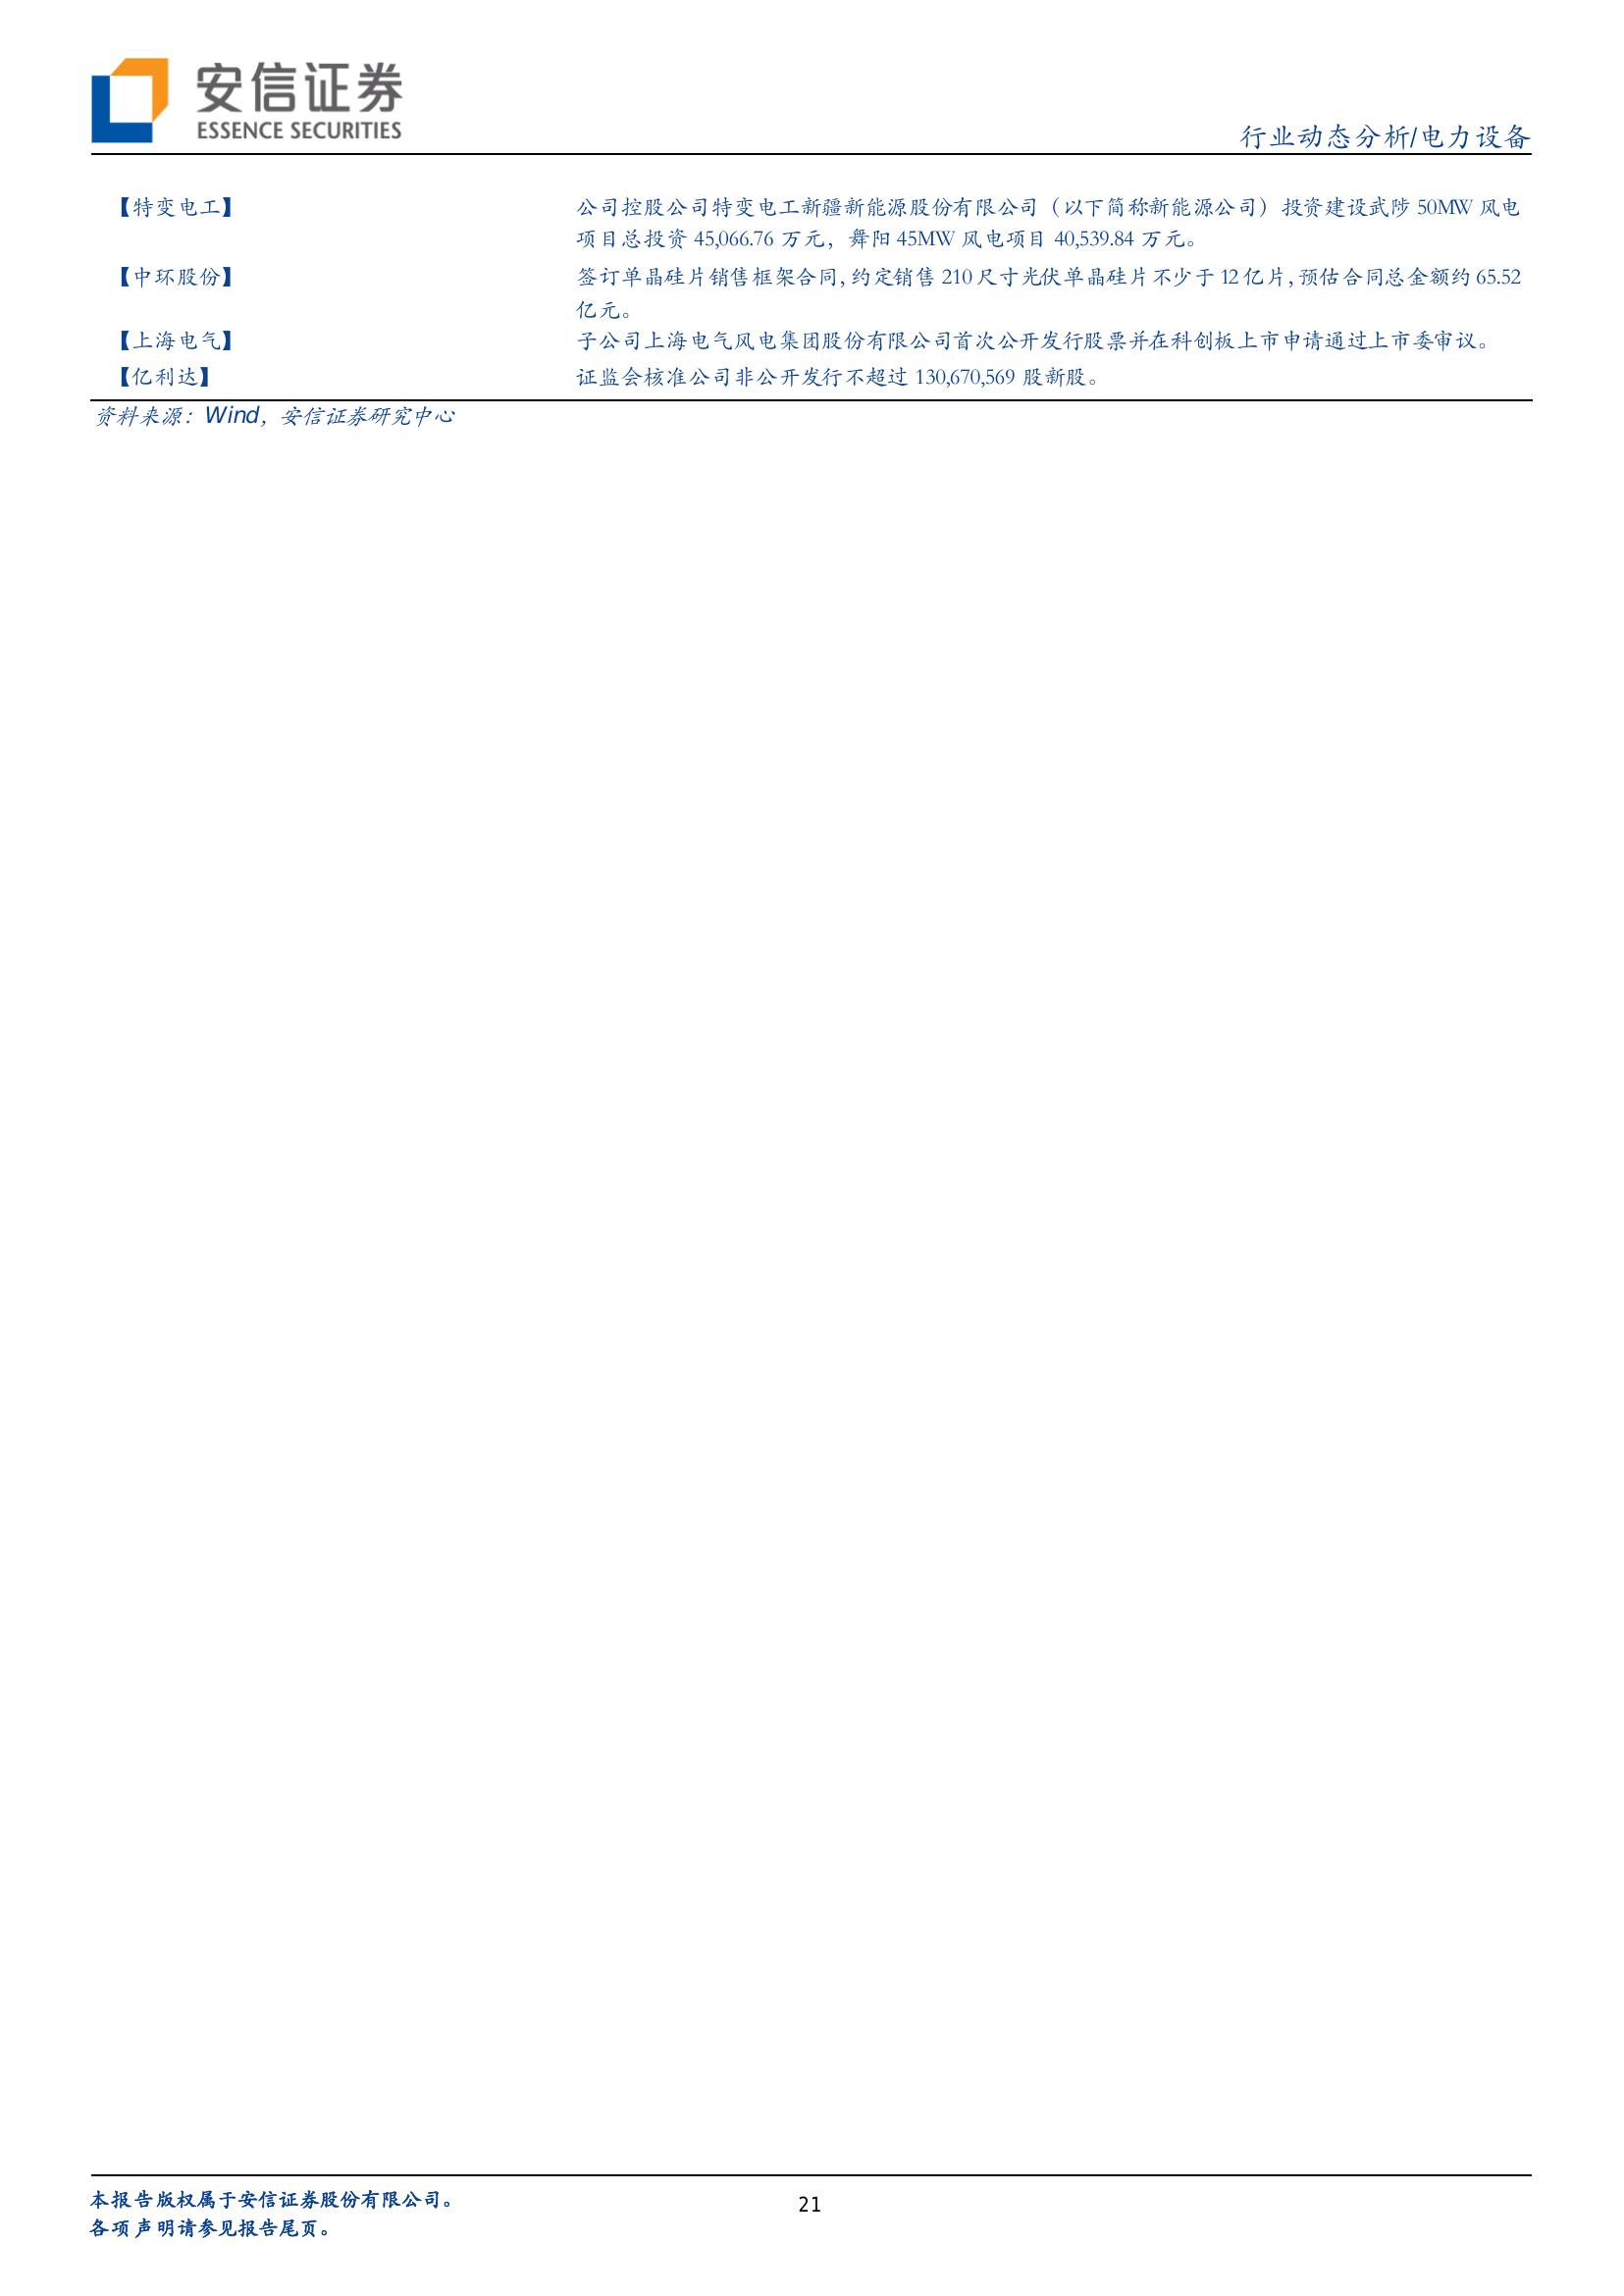 安信证券
ESSENCE SECURITIES
行业动态分析/电力设备
【特变电工】
公司控股公司特变电工新疆新能源股份有限公司（以下简称新能源公司）投资建设武陟 50MW 风电
项目总投资 45,066.76 万元，舞阳 45MW 风电项目 40,539.84 万元。
【中环股份】
签订单晶硅片销售框架合同，约定销售 210 尺寸光伏单晶硅片不少于 12 亿片，预估合同总金额约 65.52
亿元。
【上海电气】
子公司上海电气风电集团股份有限公司首次公开发行股票并在科创板上市申请通过上市委审议。
【亿利达】
证监会核准公司非公开发行不超过 130,670,569 股新股。
资料来源：Wind，安信证券研究中心
本报告版权属于安信证券股份有限公司。
各项声明请参见报告尾页。
21